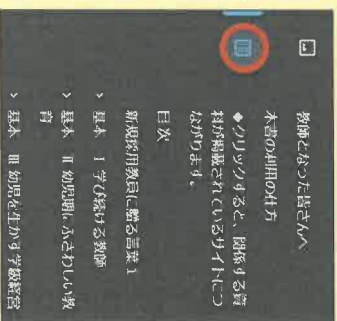 教師となった皆さんへ
本書の利用の仕方
◆クリックすると、関係する資
料が掲載されているサイトにつ
ながります。
目次
新規採用教員に贈る言葉 1
> 基本 Ⅰ 学び続ける教師
> 基本 Ⅱ 幼児期にふさわしい教
育
> 基本 Ⅲ 幼児を生かす学級経営